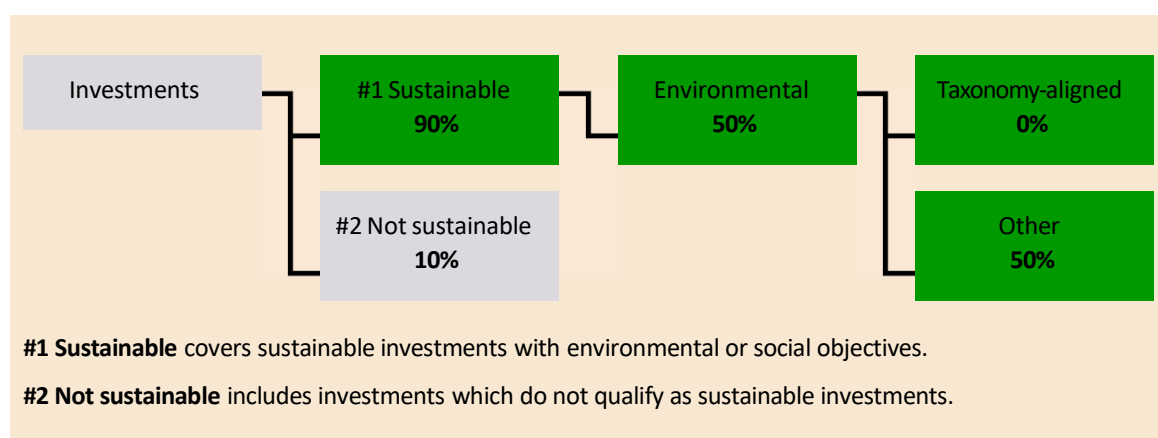 Investments
#1 Sustainable
90%
Environmental
50%
Taxonomy-aligned
0%
#2 Not sustainable
10%
Other
50%
#1 Sustainable covers sustainable investments with environmental or social objectives.
#2 Not sustainable includes investments which do not qualify as sustainable investments.